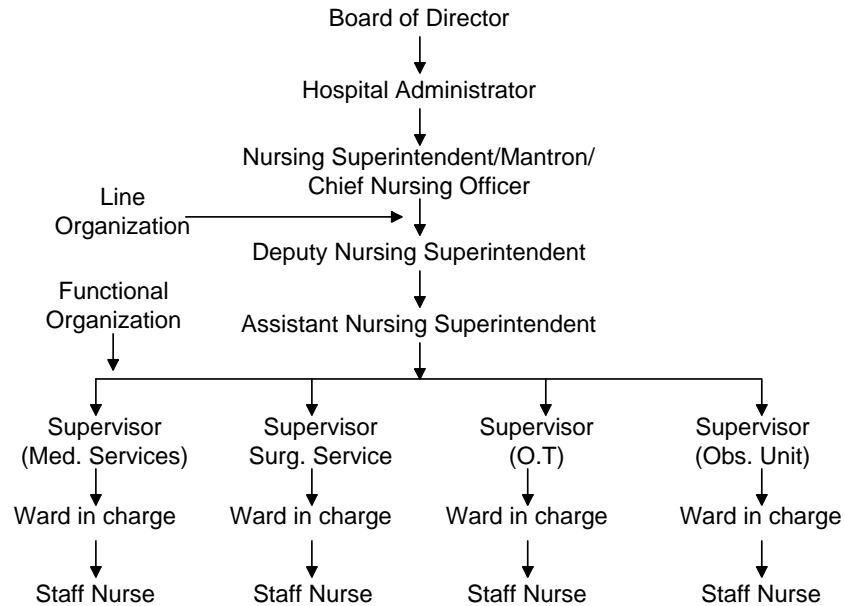 Board of Director
Hospital Administrator
Nursing Superintendent/Mantron/
Chief Nursing Officer
Line
Organization
Deputy Nursing Superintendent
Functional
Organization
Assistant Nursing Superintendent
Supervisor
(Med. Services)
Supervisor
Surg. Service
Supervisor
(O.T)
Supervisor
(Obs. Unit)
Ward in charge
Ward in charge
Ward in charge
Ward in charge
Staff Nurse
Staff Nurse
Staff Nurse
Staff Nurse